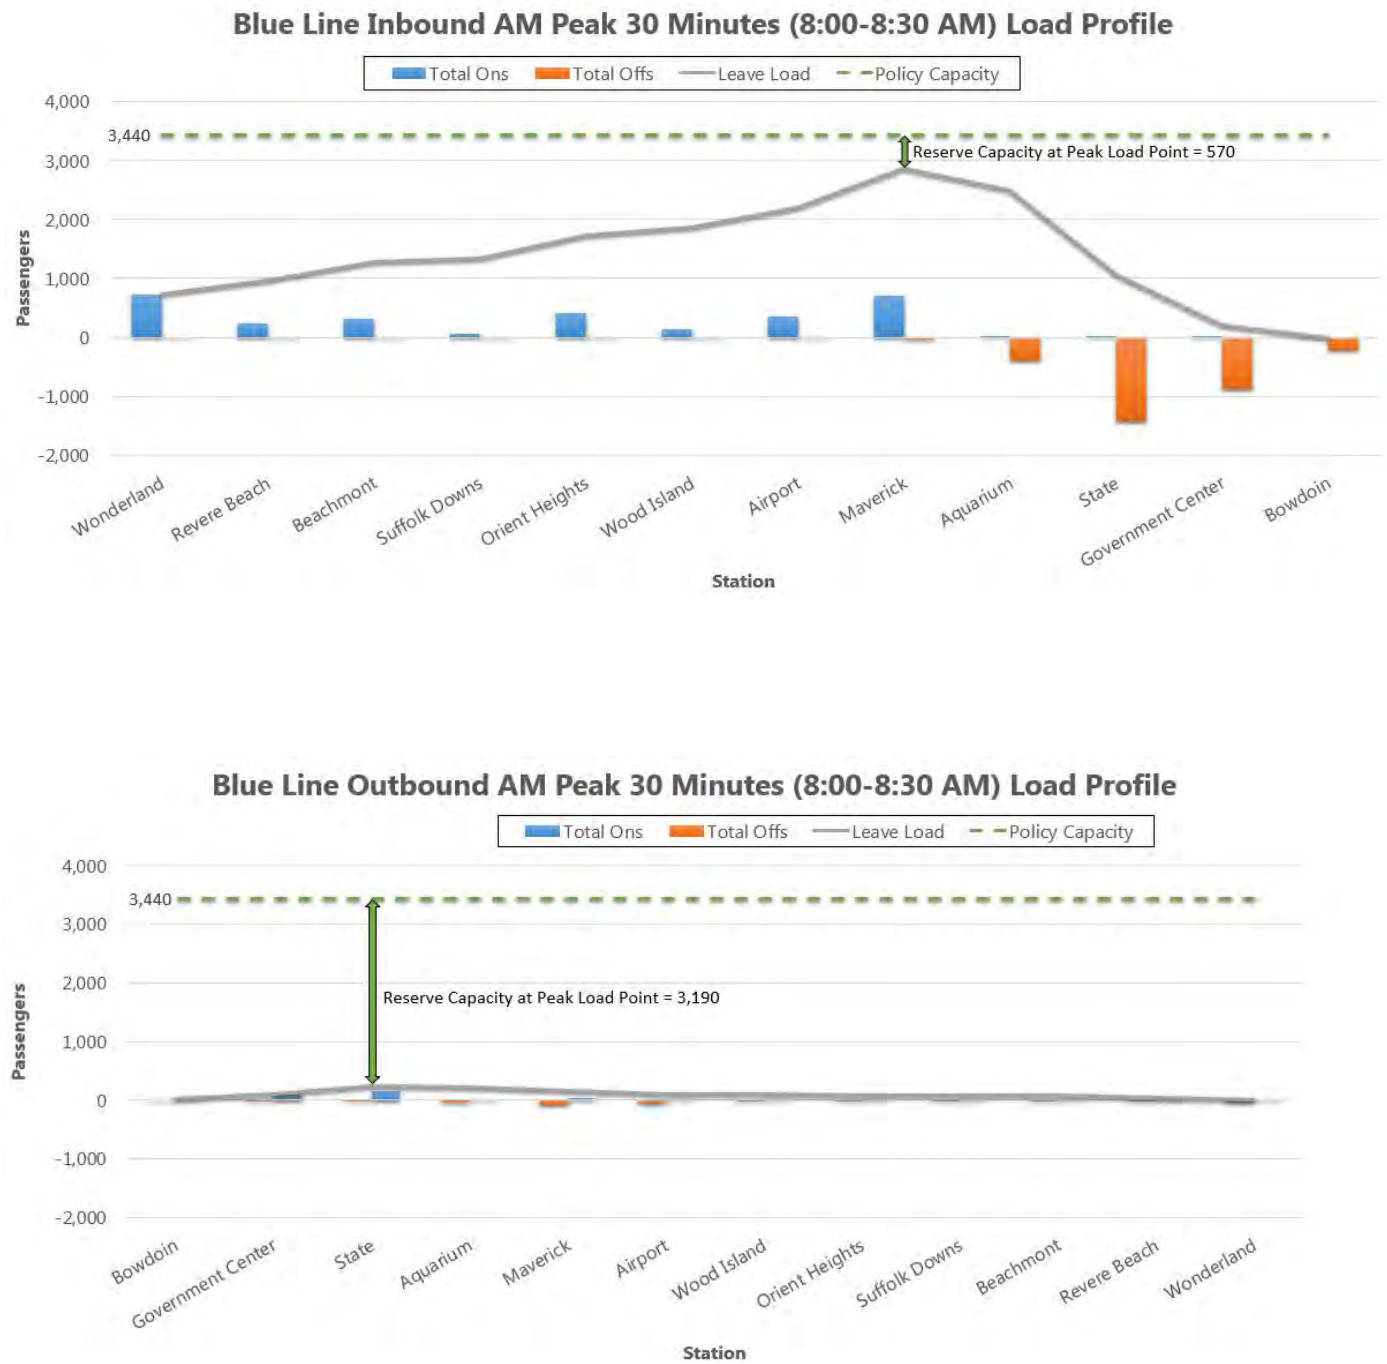 Blue Line Inbound AM Peak 30 Minutes (8:00-8:30 AM) Load Profile
Total Ons Total Offs Leave Load Policy Capacity
4,000
3,440
Reserve Capacity at Peak Load Point = 570
3,000
2,000
1,000
0
-1,000
-2,000
Passengers
Wonderland
Revere Beach
Beachmont
Suffolk Downs
Orient Heights
Wood Island
Airport
Maverick
Aquarium
State
Government Center
Bowdoin
Station
Blue Line Outbound AM Peak 30 Minutes (8:00-8:30 AM) Load Profile
Total Ons Total Offs Leave Load Policy Capacity
4,000
3,440
3,000
2,000
Reserve Capacity at Peak Load Point = 3,190
1,000
0
-1,000
-2,000
Passengers
Bowdoin
Government Center
State
Aquarium
Maverick
Airport
Wood Island
Orient Heights
Suffolk Downs
Beachmont
Revere Beach
Wonderland
Station